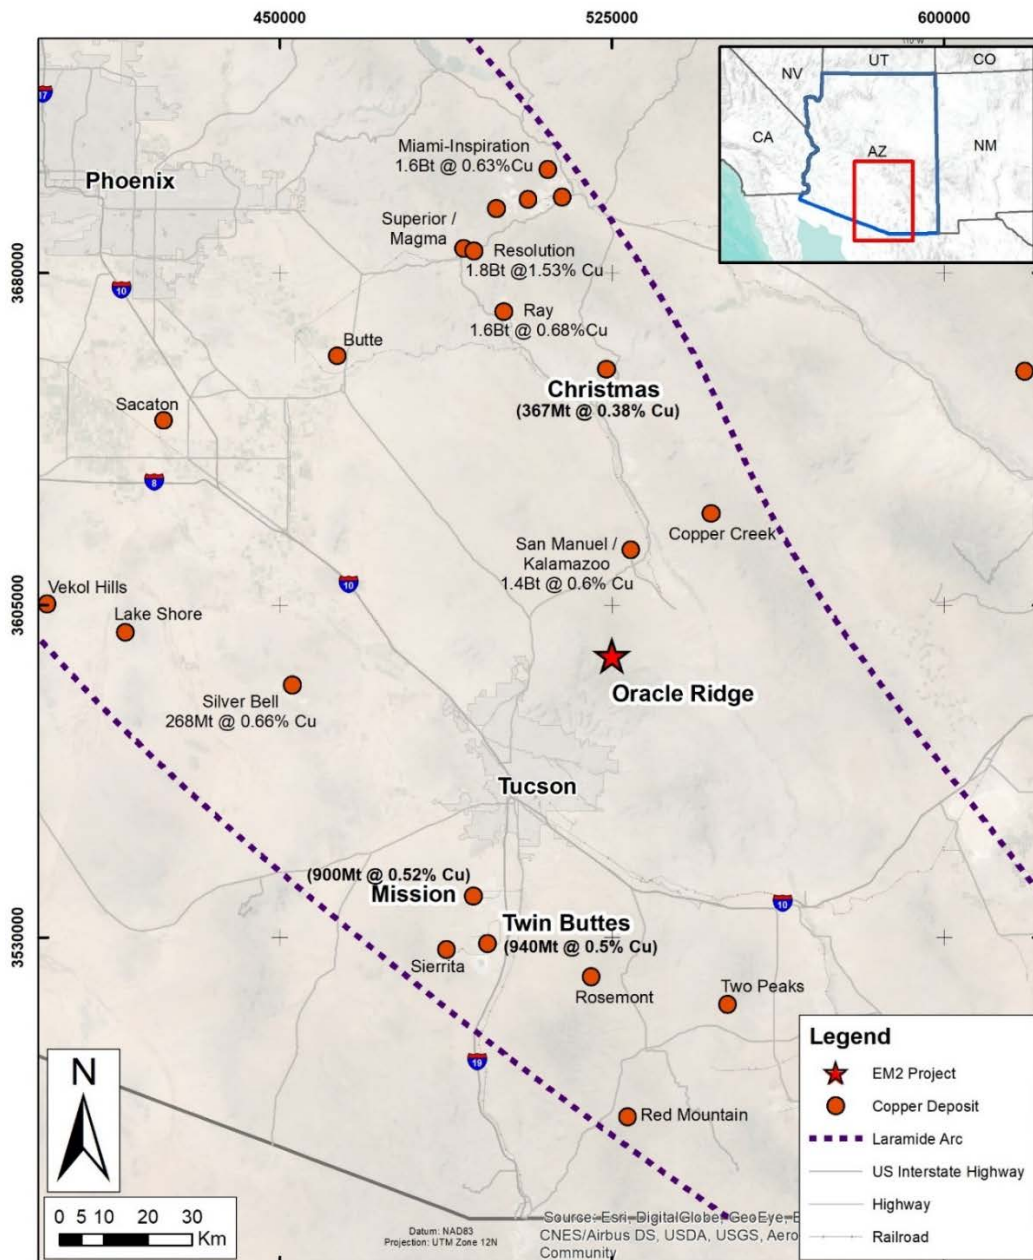 450000
525000
600000
110°W
17
UT
CO
NV
CA
AZ
NM
Miami-Inspiration
1.6Bt @ 0.63%Cu
Phoenix
Superior /
Magma
Resolution
1.8Bt @1.53% Cu
3680000
10
Ray
1.6Bt @ 0.68%Cu
Butte
Christmas
(367Mt @ 0.38% Cu)
Sacaton
8
Copper Creek
San Manuel /
Kalamazoo
1.4Bt @ 0.6% Cu
10
3605000
Vekol Hills
Lake Shore
Silver Bell
268Mt @ 0.66% Cu
Oracle Ridge
Tucson
(900Mt @ 0.52% Cu)
Mission
10
3530000
Twin Buttes
(940Mt @ 0.5% Cu)
Sierrita
Rosemont
Two Peaks
19
Red Mountain
Legend
EM2 Project
Copper Deposit
Laramide Arc
US Interstate Highway
Highway
Railroad
N
0 5 10 20 30
Km
Datum: NAD83
Projection: UTM Zone 12N
Source: Esri, DigitalGlobe, GeoEye, E
CNES/Airbus DS, USDA, USGS, Aero
Community